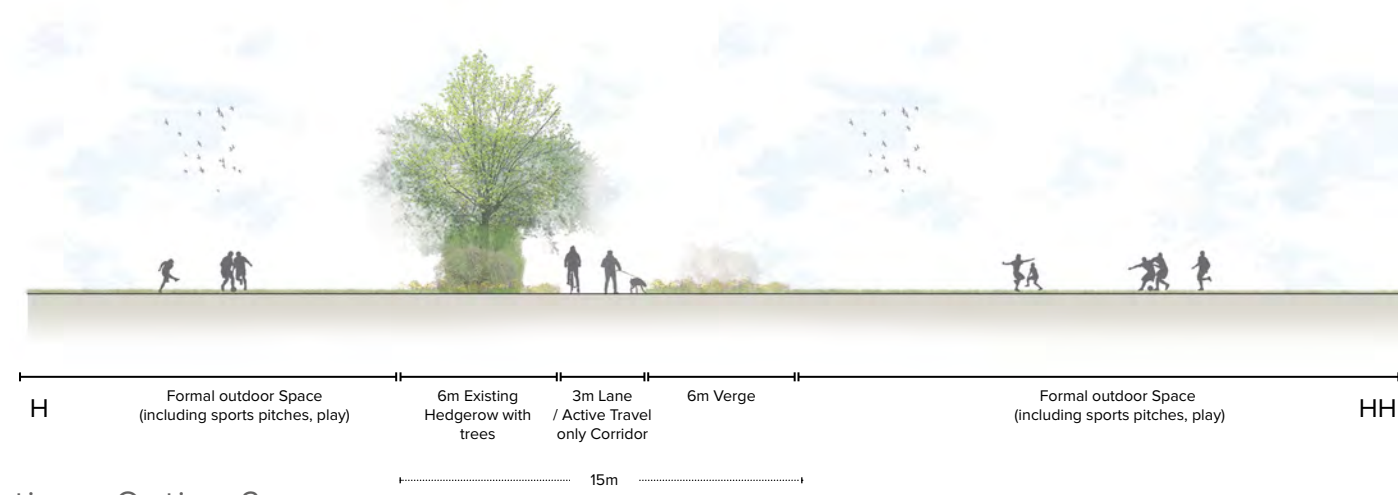 H
Formal outdoor Space
(including sports pitches, play)
6m Existing
Hedgerow with
trees
3m Lane
/ Active Travel
only Corridor
6m Verge
Formal outdoor Space
(including sports pitches, play)
HH
15m